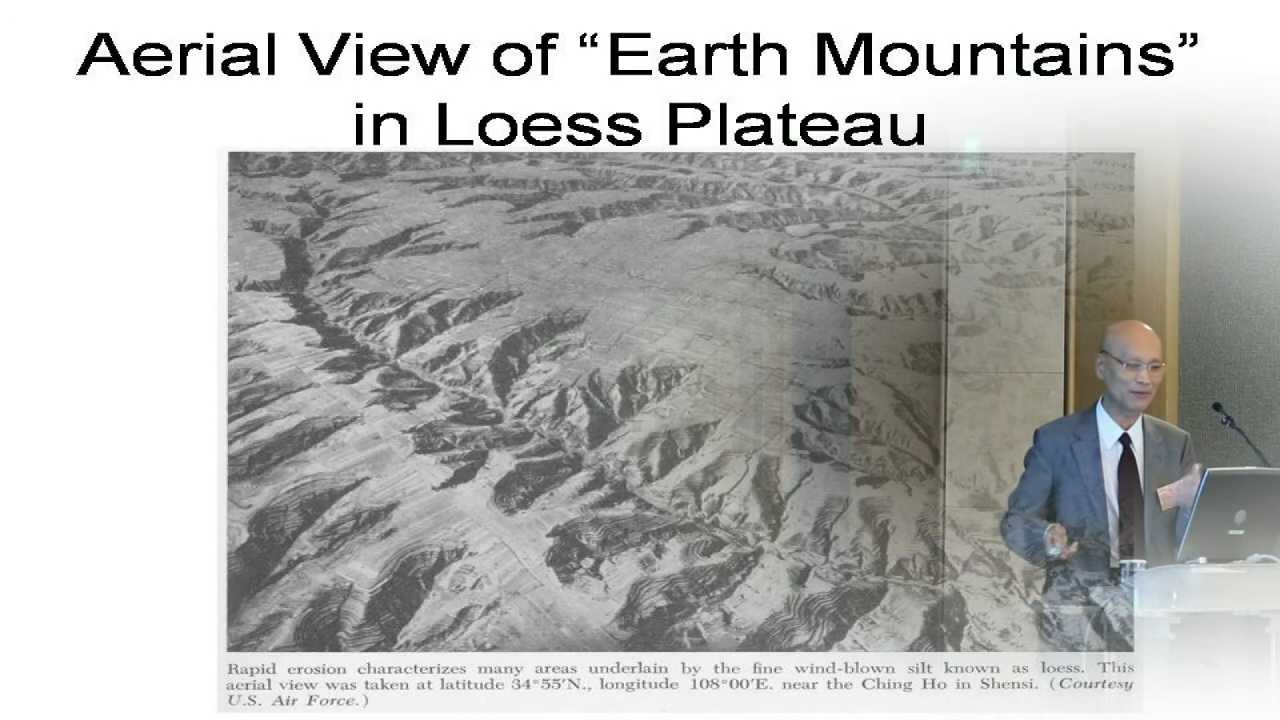 Aerial View of “Earth Mountains”
in Loess Plateau
Rapid erosion characterizes many areas underlain by the fine wind-blown silt known as loess. This
aerial view was taken at latitude 34°55′N., longitude 108°00′E. near the Ching Ho in Shensi. (Courtesy
U.S. Air Force.)